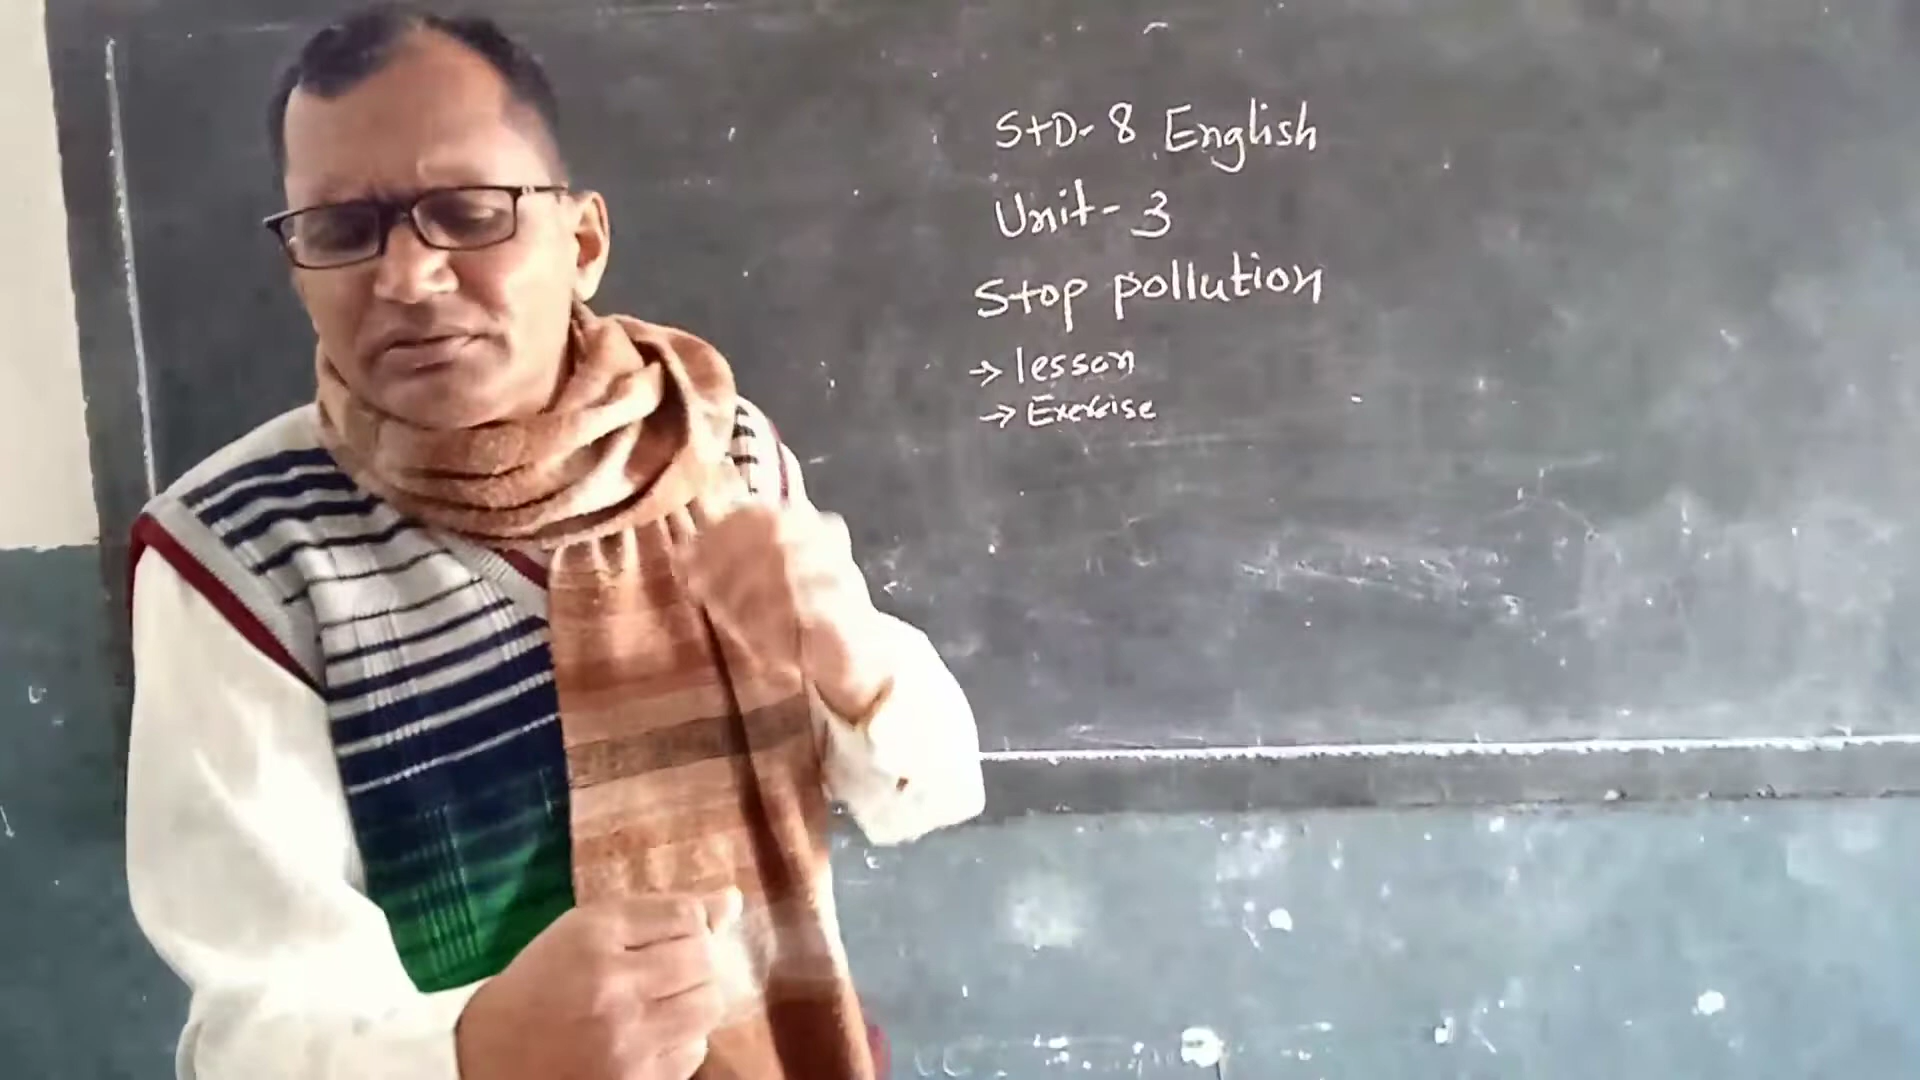 STD- 8 English
Unit- 3
Stop pollution
→ lesson
→ Exercise